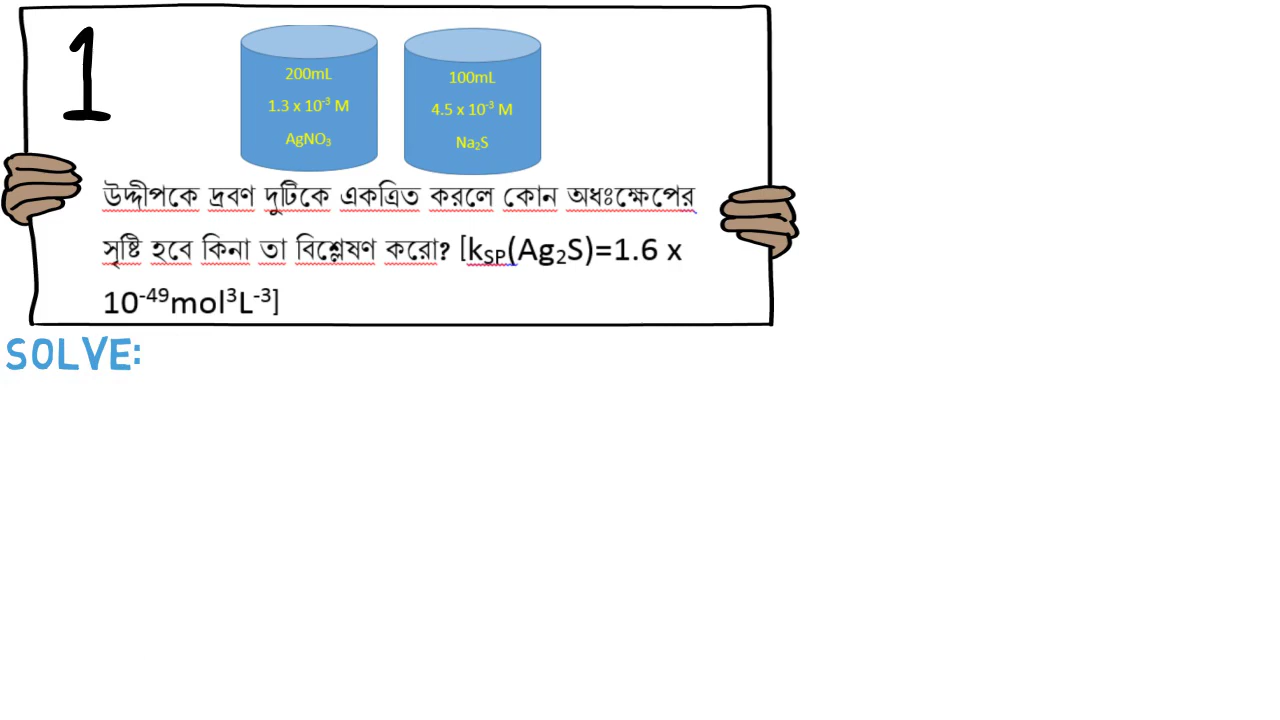 1
200mL
1.3 x 10⁻³ M
AgNO₃
100mL
4.5 x 10⁻³ M
Na₂S
উদ্দীপকে দ্রবণ দুটিকে একত্রিত করলে কোন অধঃক্ষেপের
সৃষ্টি হবে কিনা তা বিশ্লেষণ করো? [kSP(Ag₂S)=1.6 x
10⁻⁴⁹mol³L⁻³]
SOLVE: